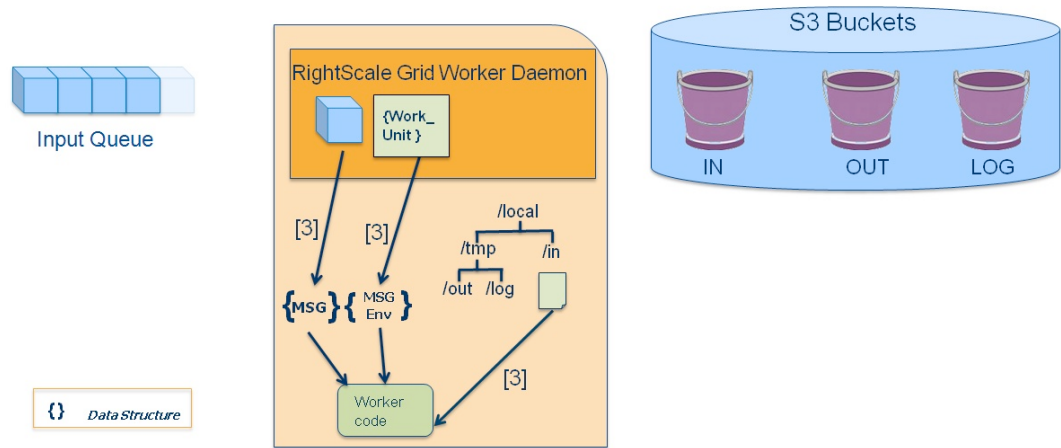 S3 Buckets
IN
OUT
LOG
Input Queue
RightScale Grid Worker Daemon
{Work_
Unit }
[3]
[3]
/local
/tmp
/in
/out
/log
{MSG}
{ MSG
Env }
[3]
Worker
code
{} Data Structure